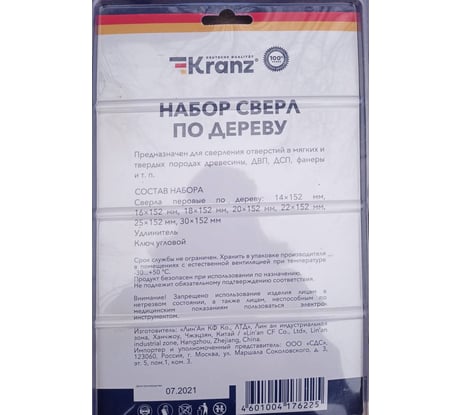 DEUTSCHE QUALITÄT
Kranz®
100%
НАБОР СВЕРЛ
ПО ДЕРЕВУ
Предназначен для сверления отверстий в мягких и
твердых породах древесины, ДВП, ДСП, фанеры
и т. п.
СОСТАВ НАБОРА
Сверла перовые по дереву: 14×152 мм,
16×152 мм, 18×152 мм, 20×152 мм, 22×152 мм,
25×152 мм, 30×152 мм
Удлинитель
Ключ угловой
Срок службы не ограничен. Хранить в упаковке производителя
в помещениях с естественной вентиляцией при температуре
-30...+50 °С.
Продукт безопасен при использовании по назначению.
Не подлежит обязательному подтверждению соответствия.
Внимание! Запрещено использование изделия лицам в
нетрезвом состоянии, а также лицам, неспособным по
медицинским показаниям пользоваться электро-
инструментом.
Изготовитель: «Лин'Ан КФ Ко., ЛТД», Лин ан индустриальная
зона, Ханчжоу, Чжацзян, Китай / «Lin'an CF Co., Ltd», Lin'an
industrial zone, Hangzhou, Zhejiang, China.
Импортер и уполномоченный представитель: ООО «СДС»,
123060, Россия, г. Москва, ул. Маршала Соколовского, д. 3,
эт. 5, пом.1, ком. 3.
07.2021
4601004176225